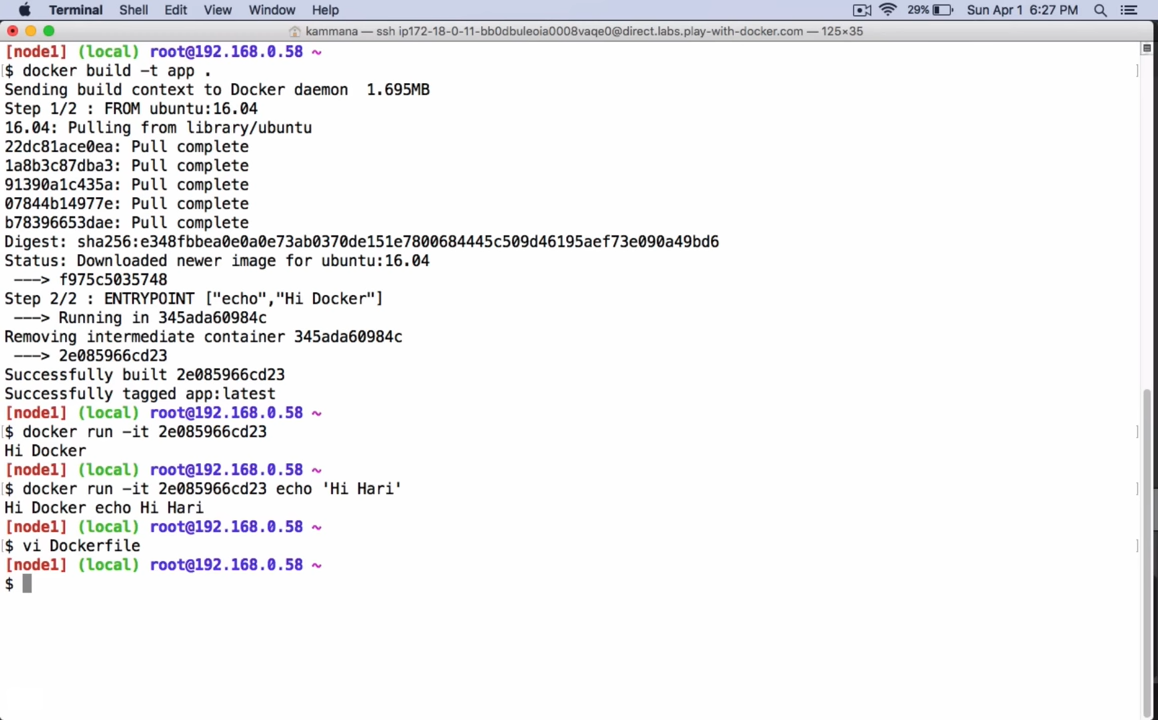 Terminal Shell Edit View Window Help 29% Sun Apr 1 6:27 PM
kammana — ssh ip172-18-0-11-bb0dbuleoia0008vaqe0@direct.labs.play-with-docker.com — 125×35
[node1] (local) root@192.168.0.58 ~
$ docker build -t app .
Sending build context to Docker daemon  1.695MB
Step 1/2 : FROM ubuntu:16.04
16.04: Pulling from library/ubuntu
22dc81ace0ea: Pull complete
1a8b3c87dba3: Pull complete
91390a1c435a: Pull complete
07844b14977e: Pull complete
b78396653dae: Pull complete
Digest: sha256:e348fbbea0e0a0e73ab0370de151e7800684445c509d46195aef73e090a49bd6
Status: Downloaded newer image for ubuntu:16.04
 ---> f975c5035748
Step 2/2 : ENTRYPOINT ["echo","Hi Docker"]
 ---> Running in 345ada60984c
Removing intermediate container 345ada60984c
 ---> 2e085966cd23
Successfully built 2e085966cd23
Successfully tagged app:latest
[node1] (local) root@192.168.0.58 ~
$ docker run -it 2e085966cd23
Hi Docker
[node1] (local) root@192.168.0.58 ~
$ docker run -it 2e085966cd23 echo 'Hi Hari'
Hi Docker echo Hi Hari
[node1] (local) root@192.168.0.58 ~
$ vi Dockerfile
[node1] (local) root@192.168.0.58 ~
$